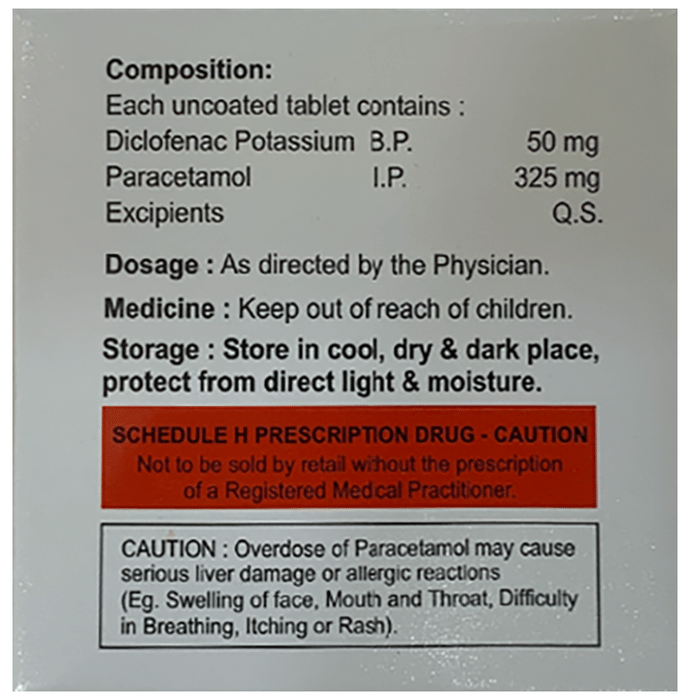 Composition:
Each uncoated tablet contains :
Diclofenac Potassium B.P. 50 mg
Paracetamol I.P. 325 mg
Excipients Q.S.
Dosage : As directed by the Physician.
Medicine : Keep out of reach of children.
Storage : Store in cool, dry & dark place,
protect from direct light & moisture.
SCHEDULE H PRESCRIPTION DRUG - CAUTION
Not to be sold by retail without the prescription
of a Registered Medical Practitioner.
CAUTION : Overdose of Paracetamol may cause
serious liver damage or allergic reactions
(Eg. Swelling of face, Mouth and Throat, Difficulty
in Breathing, Itching or Rash).